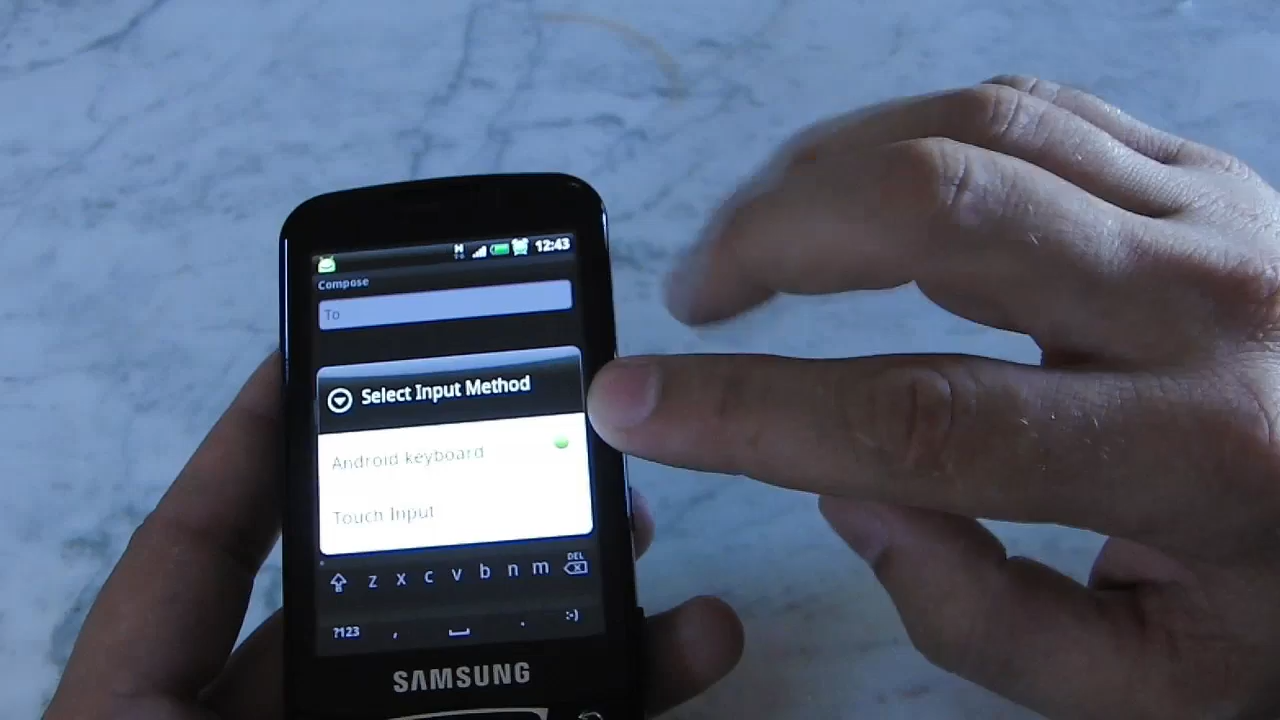 12:43
Compose
To
Select Input Method
Android keyboard
Touch Input
z x c v b n m DEL
?123 , . :-)
SAMSUNG